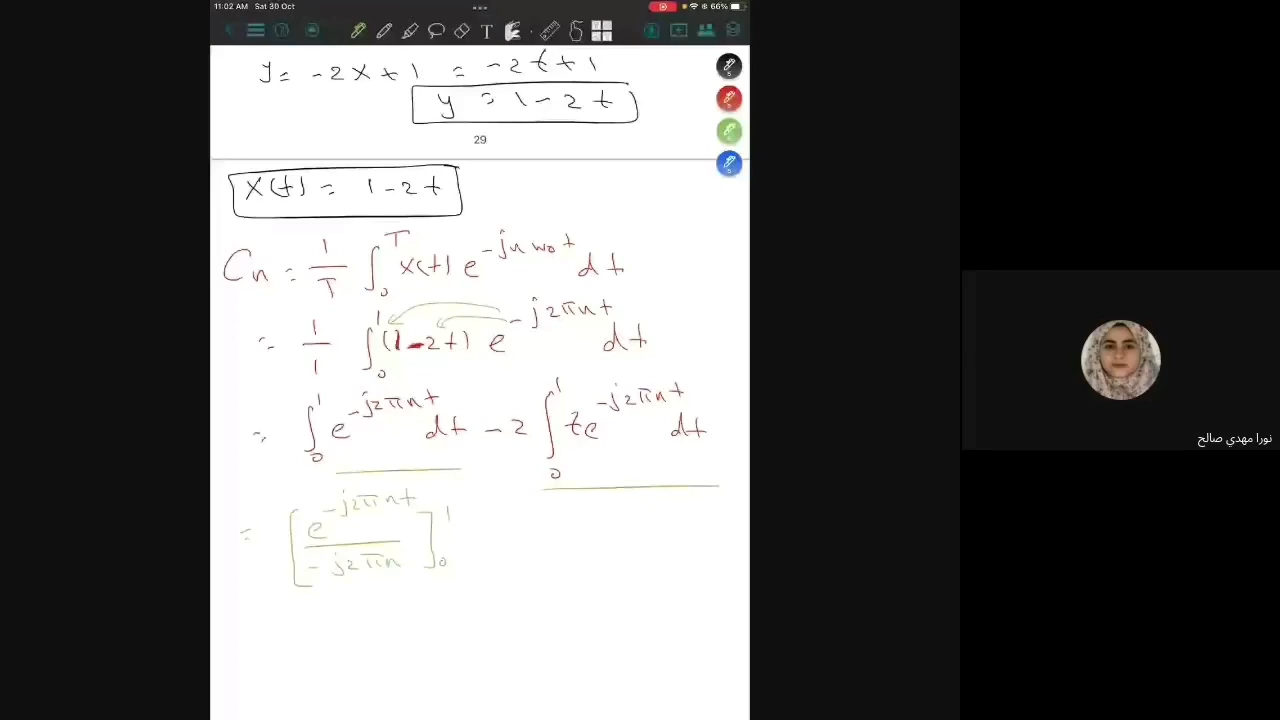 11:02 AM Sat 30 Oct
66%
y = -2x + 1 = -2t + 1
y = 1 - 2t
29
x(t) = 1 - 2t
Cn = 1/T ∫₀ᵀ x(t) e^(-jnω₀t) dt
= 1/1 ∫₀¹ (1-2t) e^(-j2πnt) dt
= ∫₀¹ e^(-j2πnt) dt - 2 ∫₀¹ te^(-j2πnt) dt
= [e^(-j2πnt) / -j2πn]₀¹
نورا مهدي صالح